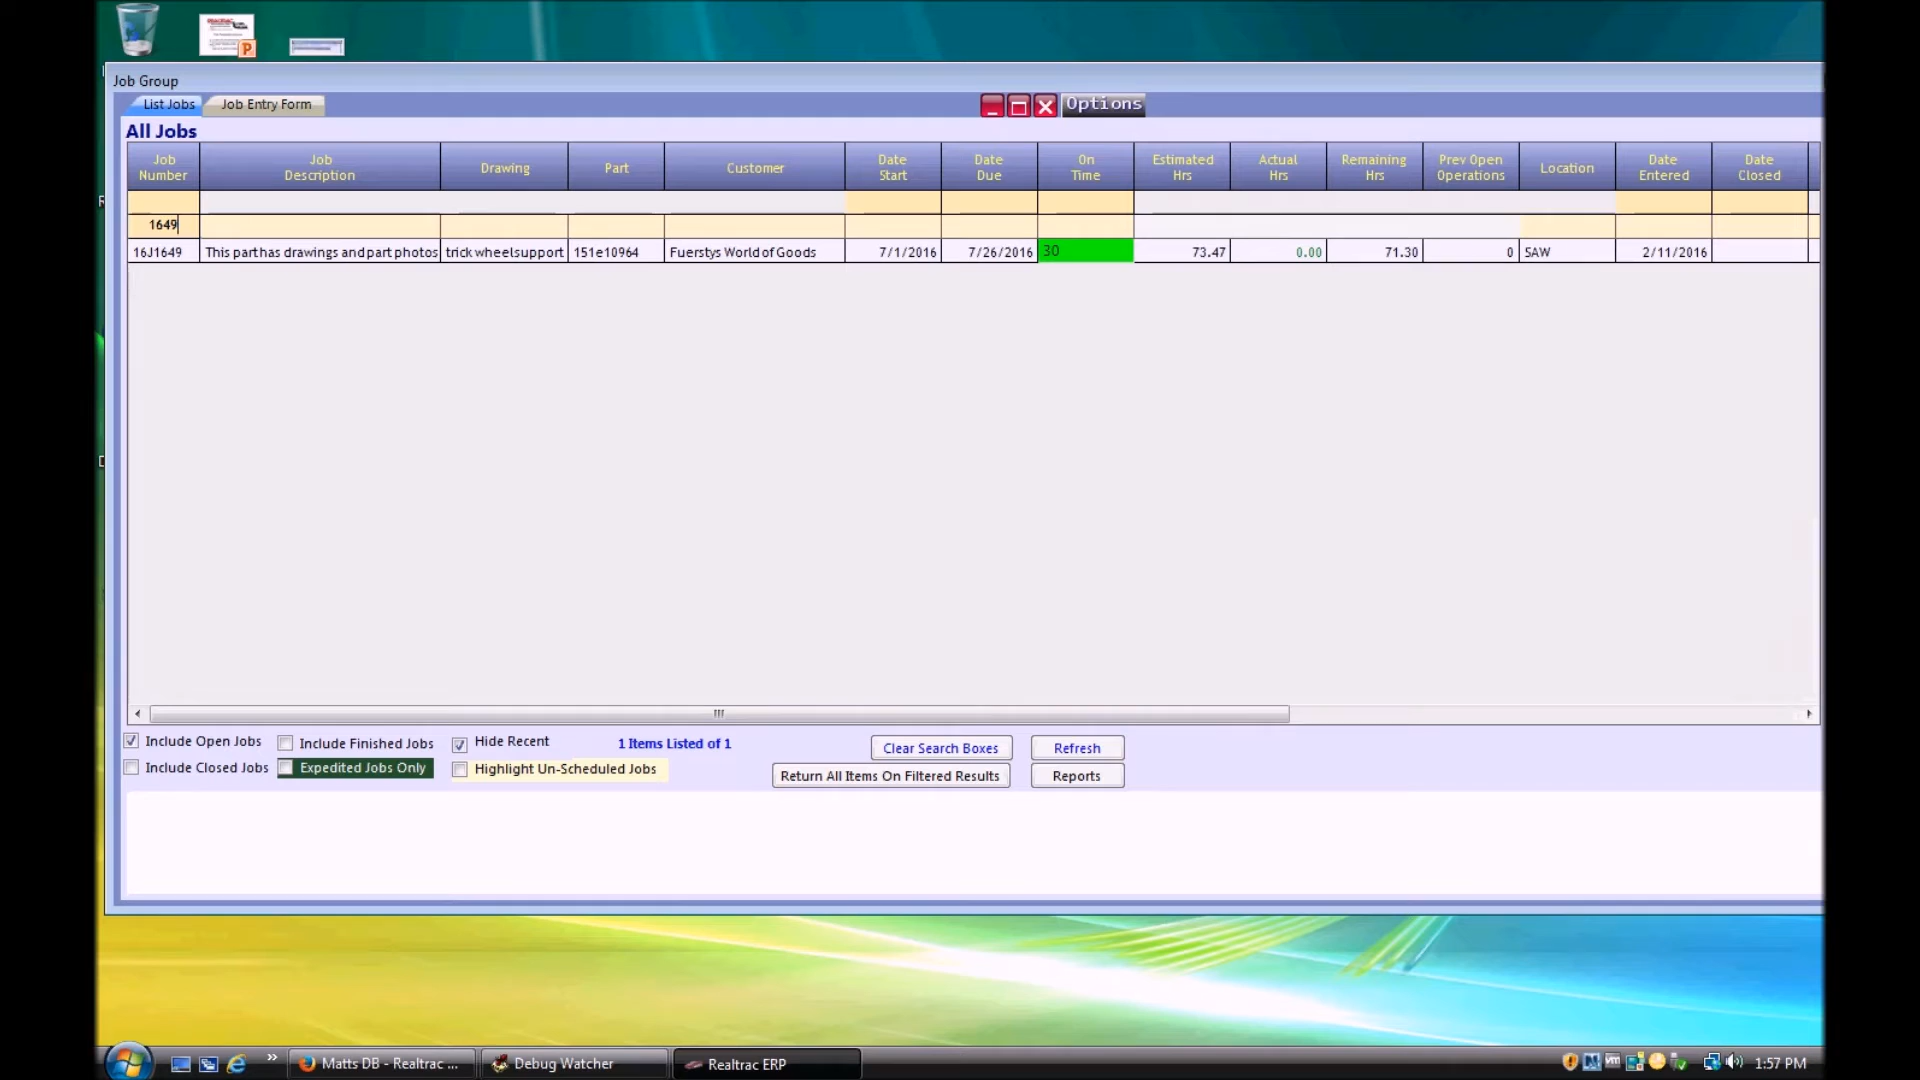 Job Group
List Jobs Job Entry Form Options
All Jobs
Job Number Job Description Drawing Part Customer Date Start Date Due On Time Estimated Hrs Actual Hrs Remaining Hrs Prev Open Operations Location Date Entered Date Closed
1649
16J1649 This part has drawings and part photos trick wheel support 151e10964 Fuerstys World of Goods 7/1/2016 7/26/2016 30 73.47 0.00 71.30 0 SAW 2/11/2016
Include Open Jobs Include Finished Jobs Hide Recent 1 Items Listed of 1 Clear Search Boxes Refresh
Include Closed Jobs Expedited Jobs Only Highlight Un-Scheduled Jobs Return All Items On Filtered Results Reports
Matts DB - Realtrac ... Debug Watcher Realtrac ERP 1:57 PM